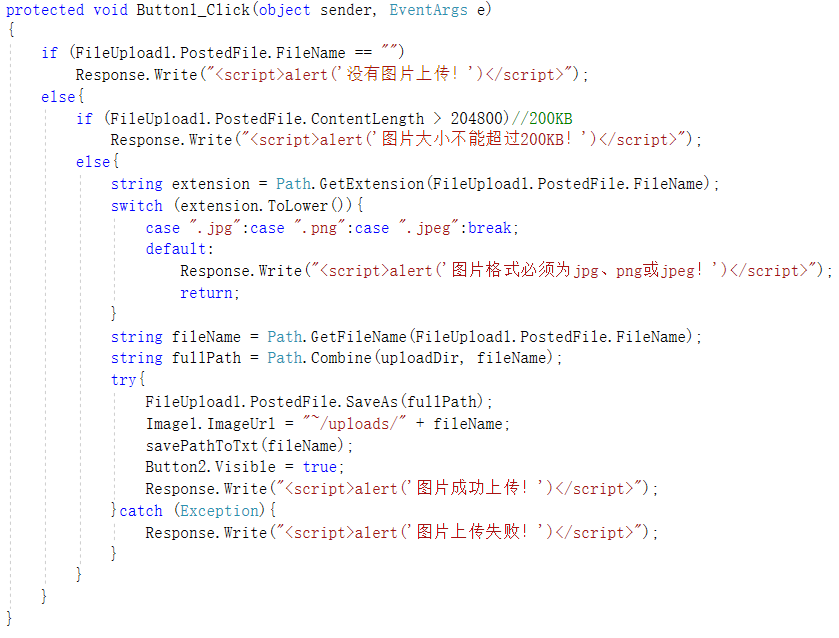 protected void Button1_Click(object sender, EventArgs e)
{
if (FileUpload1.PostedFile.FileName == "")
Response.Write("<script>alert('没有图片上传！')</script>");
else{
if (FileUpload1.PostedFile.ContentLength > 204800)//200KB
Response.Write("<script>alert('图片大小不能超过200KB！')</script>");
else{
string extension = Path.GetExtension(FileUpload1.PostedFile.FileName);
switch (extension.ToLower()){
case ".jpg":case ".png":case ".jpeg":break;
default:
Response.Write("<script>alert('图片格式必须为jpg、png或jpeg！')</script>");
return;
}
string fileName = Path.GetFileName(FileUpload1.PostedFile.FileName);
string fullPath = Path.Combine(uploadDir, fileName);
try{
FileUpload1.PostedFile.SaveAs(fullPath);
Image1.ImageUrl = "~/uploads/" + fileName;
savePathToTxt(fileName);
Button2.Visible = true;
Response.Write("<script>alert('图片成功上传！')</script>");
}catch (Exception){
Response.Write("<script>alert('图片上传失败！')</script>");
}
}
}
}